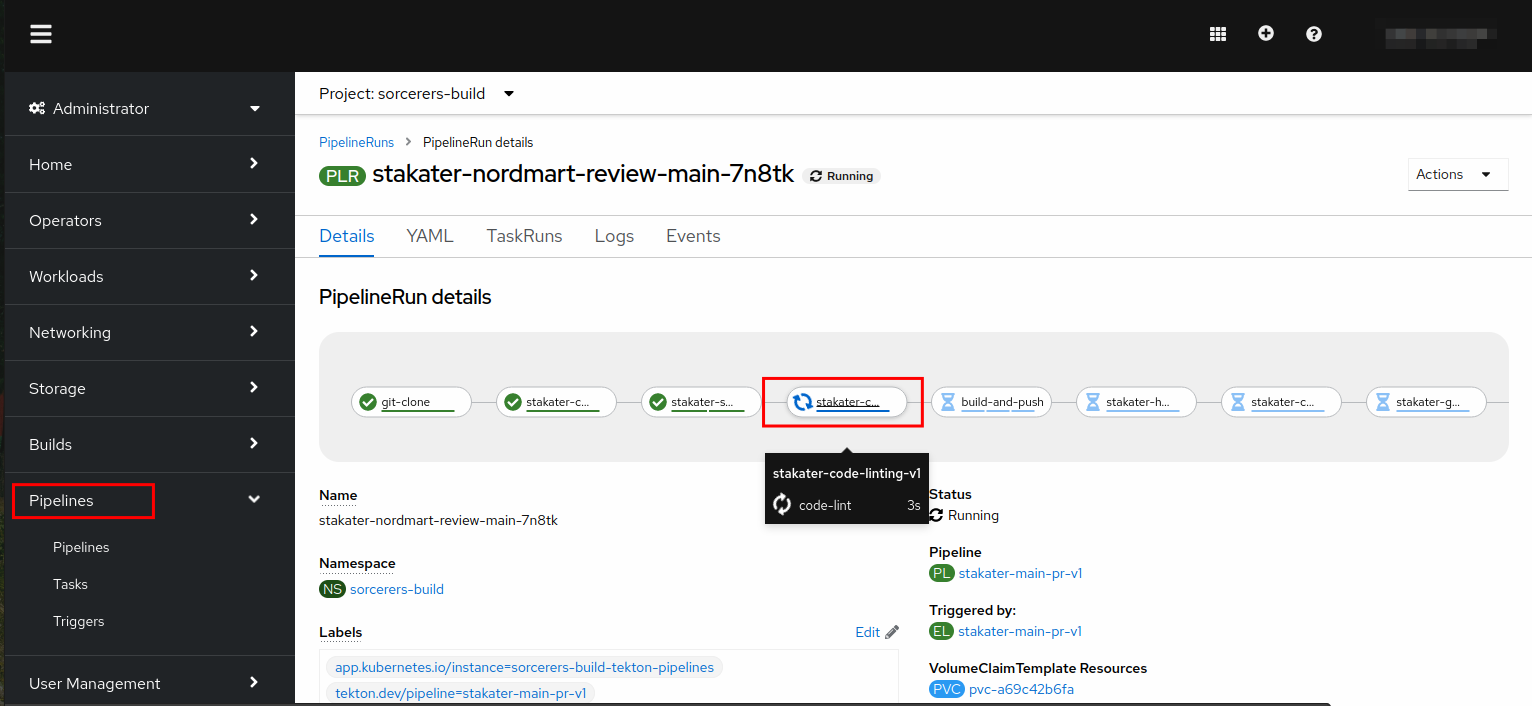 Administrator
Home
Operators
Workloads
Networking
Storage
Builds
Pipelines
Pipelines
Tasks
Triggers
User Management
Project: sorcerers-build
PipelineRuns > PipelineRun details
PLR stakater-nordmart-review-main-7n8tk Running
Actions
Details YAML TaskRuns Logs Events
PipelineRun details
git-clone stakater-c... stakater-s... stakater-c... build-and-push stakater-h... stakater-c... stakater-g...
stakater-code-linting-v1
code-lint 3s
Name
stakater-nordmart-review-main-7n8tk
Namespace
NS sorcerers-build
Labels Edit
app.kubernetes.io/instance=sorcerers-build-tekton-pipelines
tekton.dev/pipeline=stakater-main-pr-v1
Status
Running
Pipeline
PL stakater-main-pr-v1
Triggered by:
EL stakater-main-pr-v1
VolumeClaimTemplate Resources
PVC pvc-a69c42b6fa